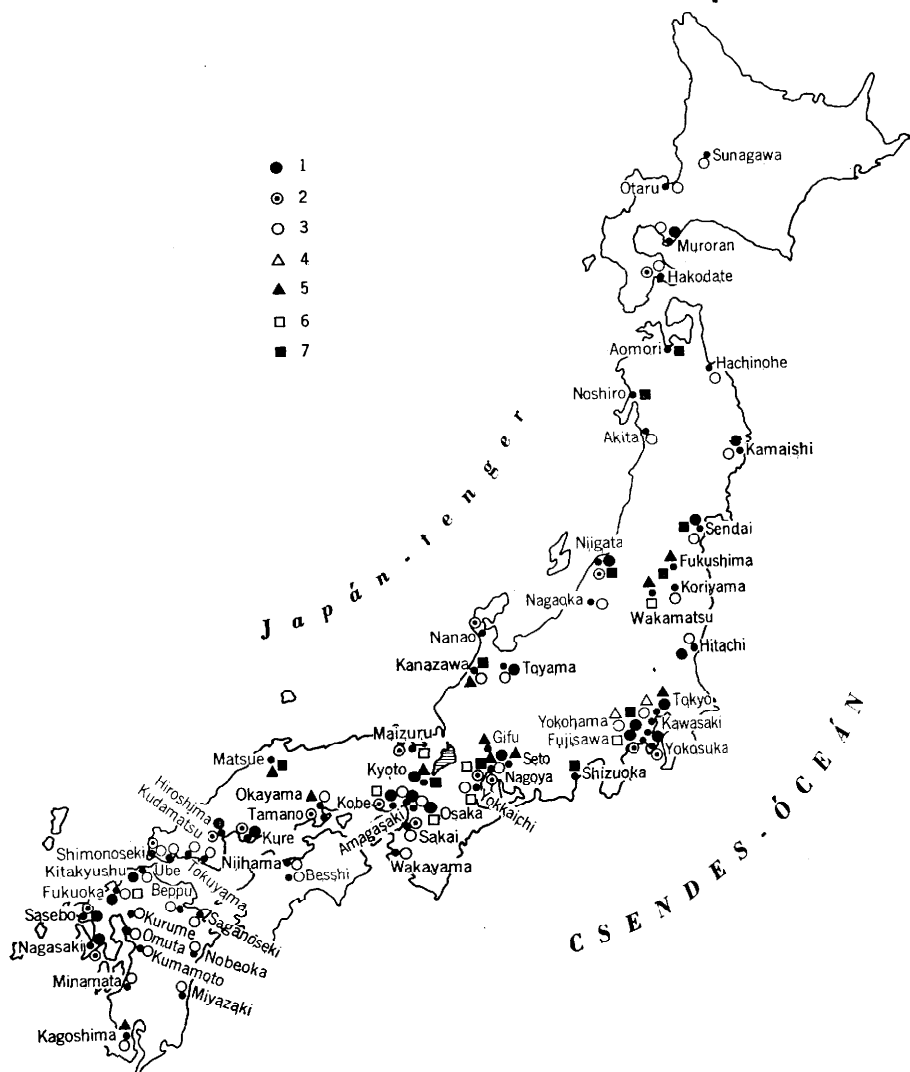 1
2
3
4
5
6
7
Sunagawa
Otaru
Muroran
Hakodate
Aomori
Hachinohe
Noshiro
Akita
Kamaishi
Japán-tenger
Sendai
Niigata
Fukushima
Koriyama
Nagaoka
Wakamatsu
Nanao
Hitachi
Kanazawa
Toyama
Tokyo
Yokohama
Kawasaki
Maizuru
Gifu
Fujisawa
Yokosuka
Matsue
Seto
Kyoto
Nagoya
Shizuoka
Hiroshima
Okayama
Kobe
Yokkaichi
Kudamatsu
Tamano
Osaka
Amagasaki
Kure
Sakai
Shimonoseki
Niihama
Wakayama
Kitakyushu
Ube
Tokuyama
Besshi
Fukuoka
Beppu
Sasebo
Kurume
Saganoseki
Omuta
Nagasaki
Nobeoka
Kumamoto
Minamata
Miyazaki
Kagoshima
CSENDES-ÓCEÁN